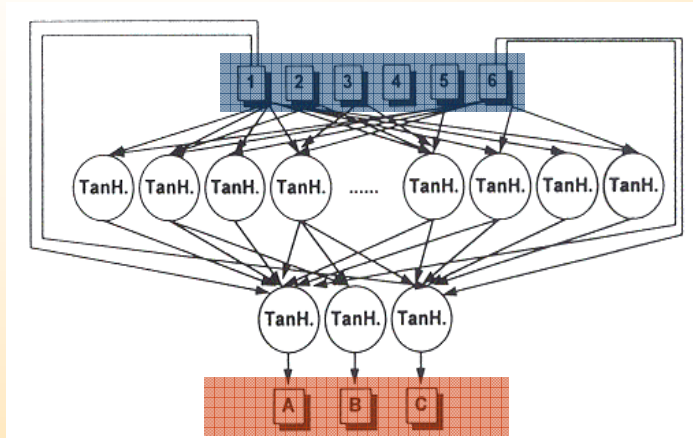 1 2 3 4 5 6
TanH. TanH. TanH. TanH. ...... TanH. TanH. TanH. TanH.
TanH. TanH. TanH.
A B C